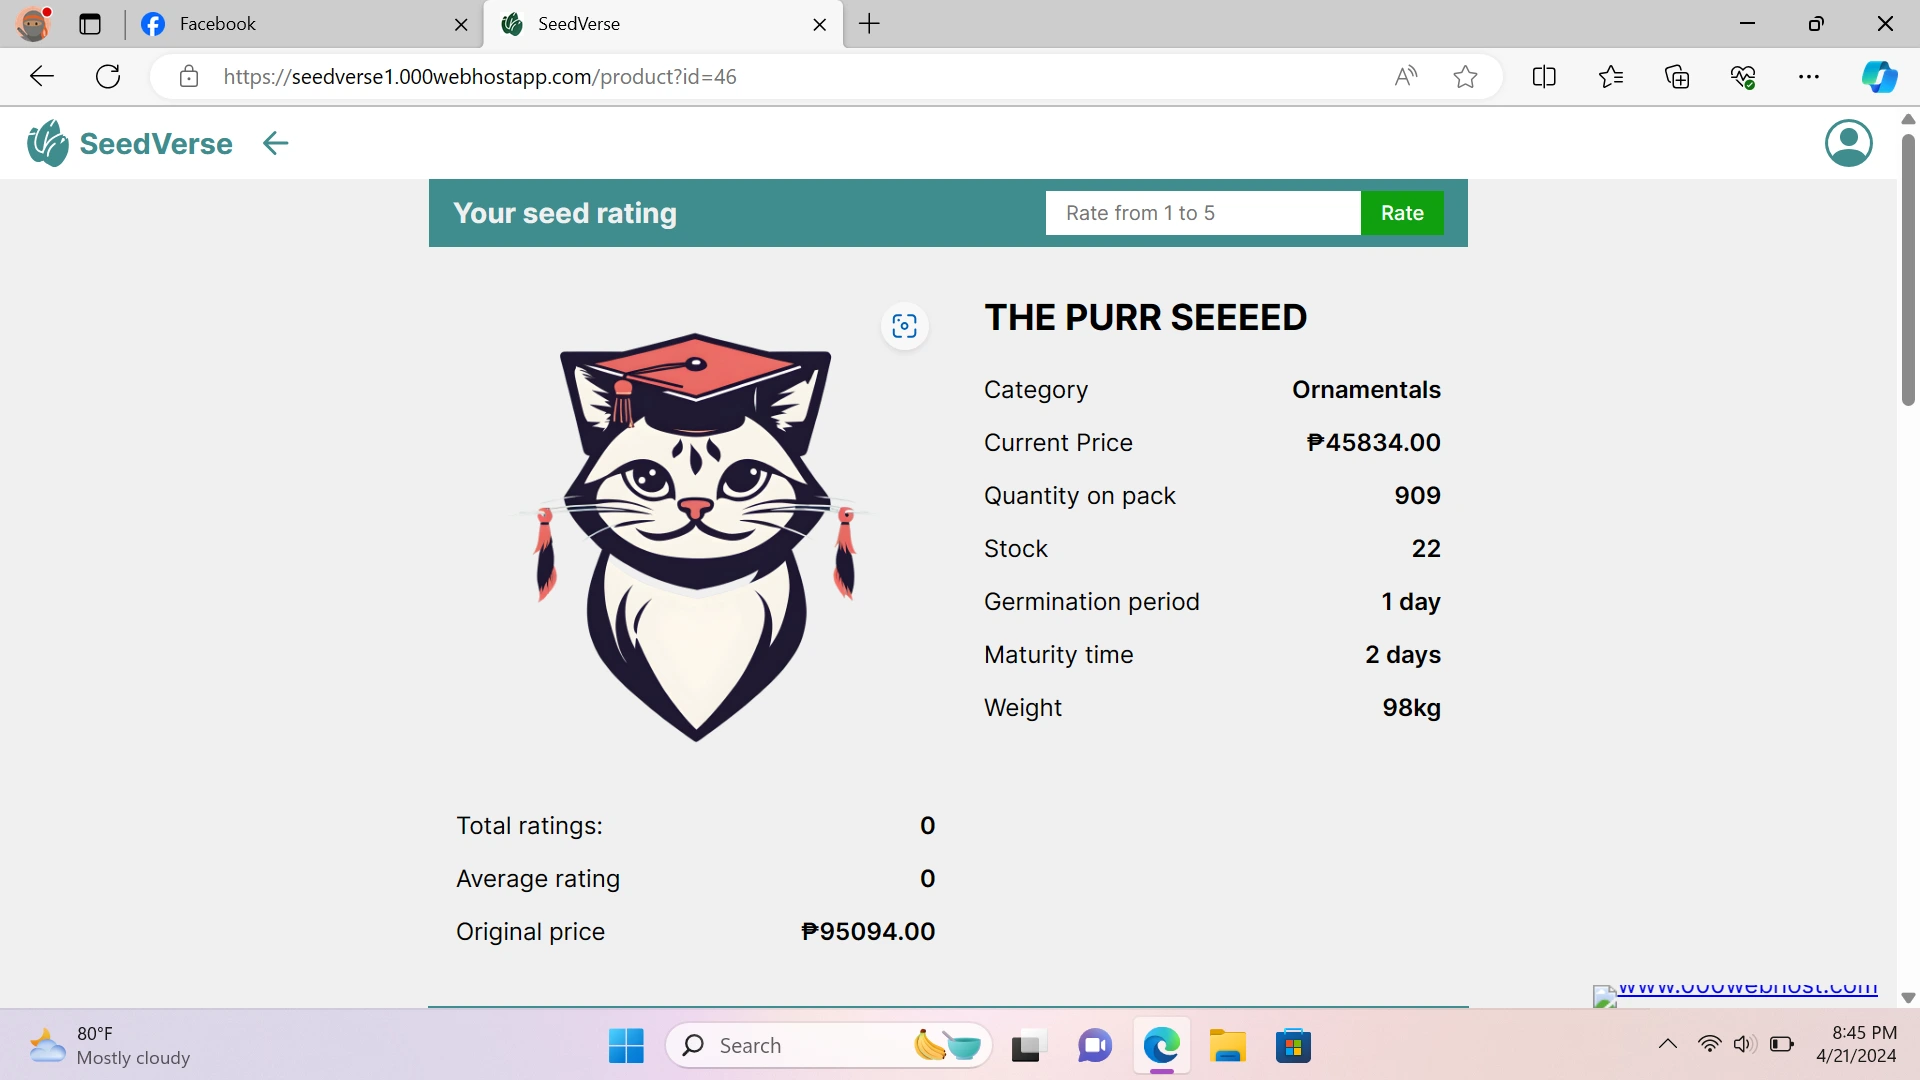 Facebook
SeedVerse
https://seedverse1.000webhostapp.com/product?id=46
SeedVerse
Your seed rating
Rate from 1 to 5
Rate
THE PURR SEEEED
Category Ornamentals
Current Price ₱45834.00
Quantity on pack 909
Stock 22
Germination period 1 day
Maturity time 2 days
Weight 98kg
Total ratings: 0
Average rating 0
Original price ₱95094.00
www.000webhost.com
80°F
Mostly cloudy
Search
8:45 PM
4/21/2024